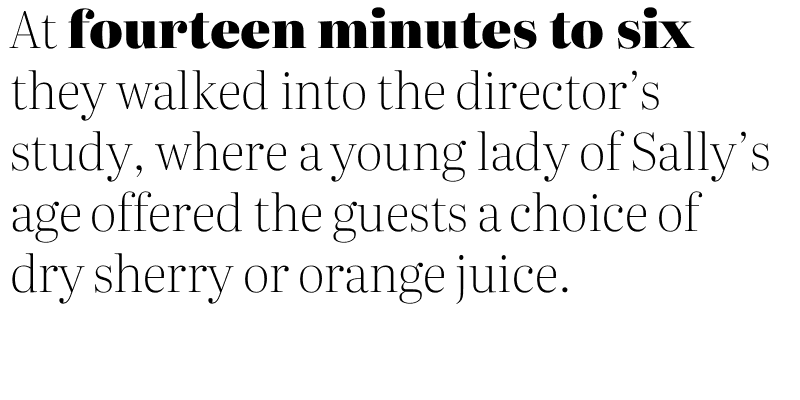 At fourteen minutes to six
they walked into the director’s
study, where a young lady of Sally’s
age offered the guests a choice of
dry sherry or orange juice.